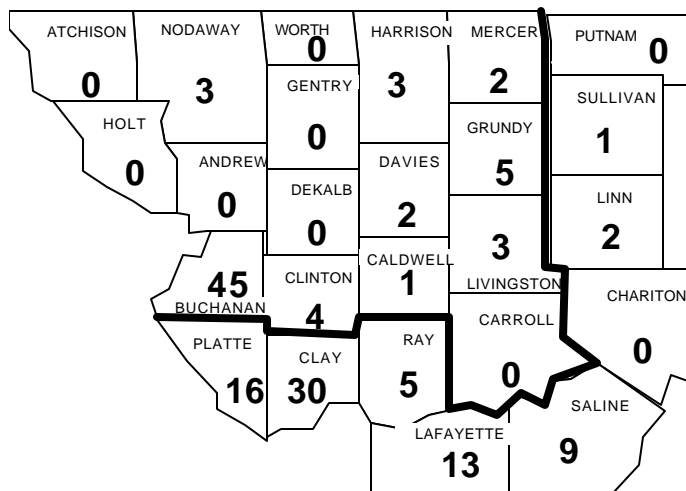 ATCHISON
0
NODAWAY
3
WORTH
0
HARRISON
3
MERCER
2
PUTNAM
0
HOLT
0
GENTRY
0
GRUNDY
5
SULLIVAN
1
ANDREW
0
DEKALB
0
DAVIES
2
LINN
2
45
BUCHANAN
CLINTON
4
CALDWELL
1
3
LIVINGSTON
CHARITON
0
PLATTE
16
CLAY
30
RAY
5
CARROLL
0
LAFAYETTE
13
SALINE
9